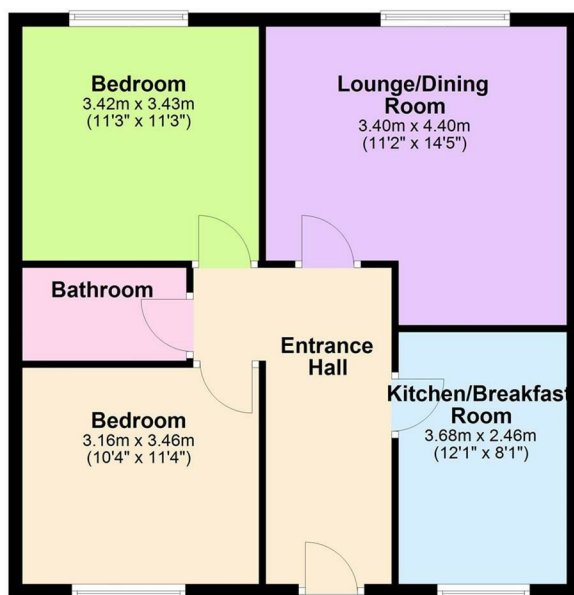 Bedroom
3.42m x 3.43m
(11'3" x 11'3")
Lounge/Dining
Room
3.40m x 4.40m
(11'2" x 14'5")
Bathroom
Entrance
Hall
Bedroom
3.16m x 3.46m
(10'4" x 11'4")
Kitchen/Breakfast
Room
3.68m x 2.46m
(12'1" x 8'1")